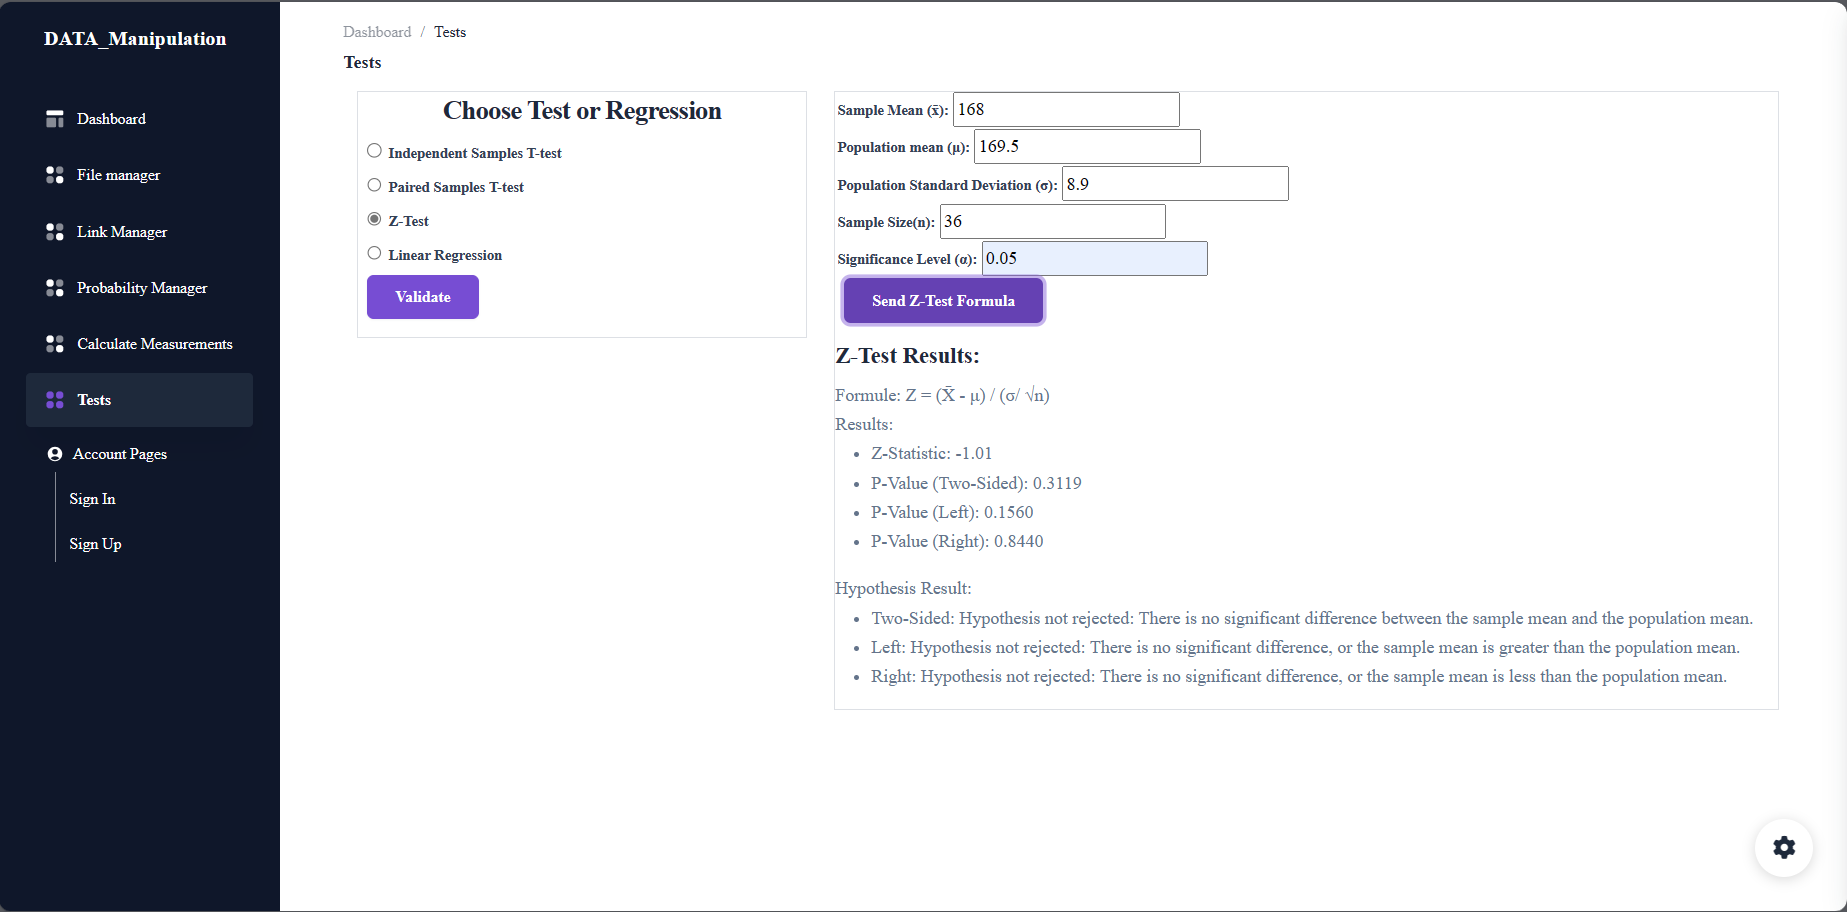 DATA_Manipulation
Dashboard
File manager
Link Manager
Probability Manager
Calculate Measurements
Tests
Account Pages
Sign In
Sign Up
Dashboard / Tests
Tests
Choose Test or Regression
Independent Samples T-test
Paired Samples T-test
Z-Test
Linear Regression
Validate
Sample Mean (x̄): 168
Population mean (μ): 169.5
Population Standard Deviation (σ): 8.9
Sample Size(n): 36
Significance Level (α): 0.05
Send Z-Test Formula
Z-Test Results:
Formule: Z = (X̄ - μ) / (σ/ √n)
Results:
• Z-Statistic: -1.01
• P-Value (Two-Sided): 0.3119
• P-Value (Left): 0.1560
• P-Value (Right): 0.8440
Hypothesis Result:
• Two-Sided: Hypothesis not rejected: There is no significant difference between the sample mean and the population mean.
• Left: Hypothesis not rejected: There is no significant difference, or the sample mean is greater than the population mean.
• Right: Hypothesis not rejected: There is no significant difference, or the sample mean is less than the population mean.